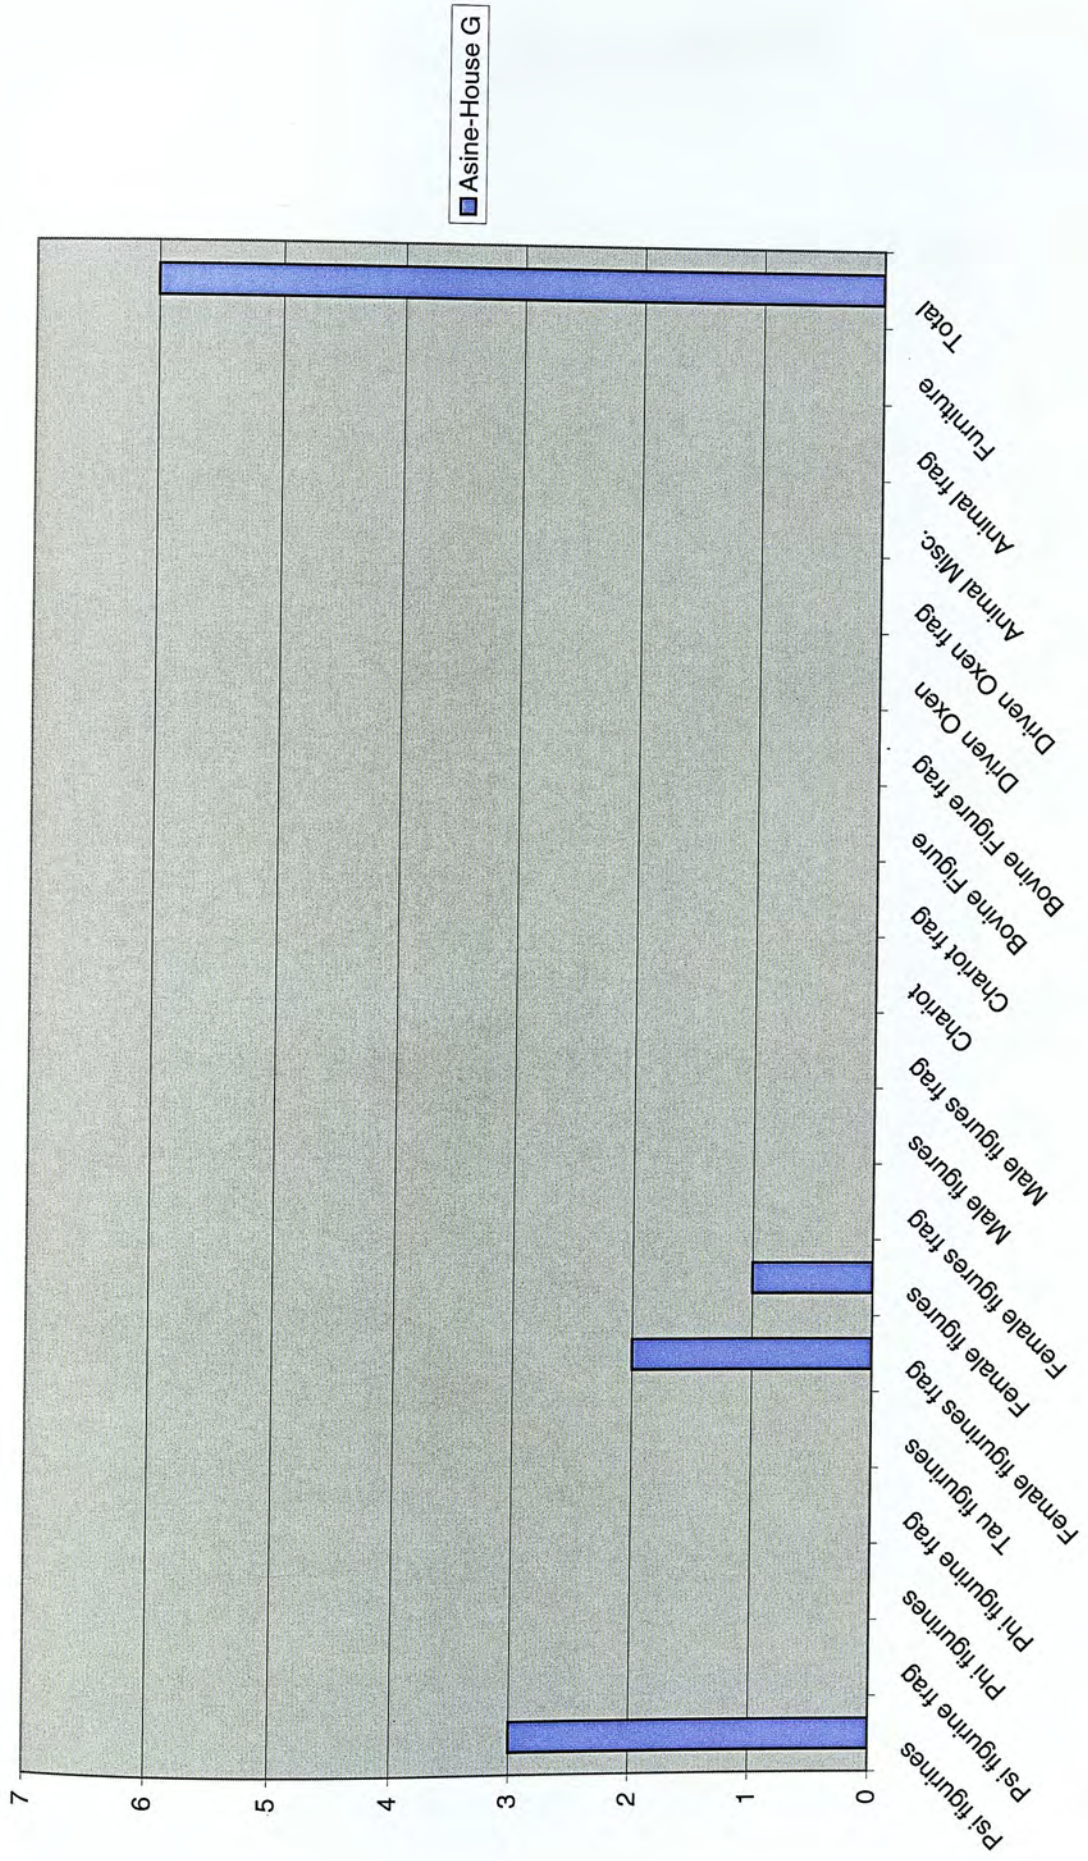 7
6
5
4
3
2
1
0
Psi figurines
Psi figurine frag
Phi figurines
Phi figurine frag
Tau figurines
Female figurines frag
Female figures
Female figures frag
Male figures
Male figures frag
Chariot
Chariot frag
Bovine Figure
Bovine Figure frag
Driven Oxen
Driven Oxen frag
Animal Misc.
Animal frag
Furniture
Total
Asine-House G